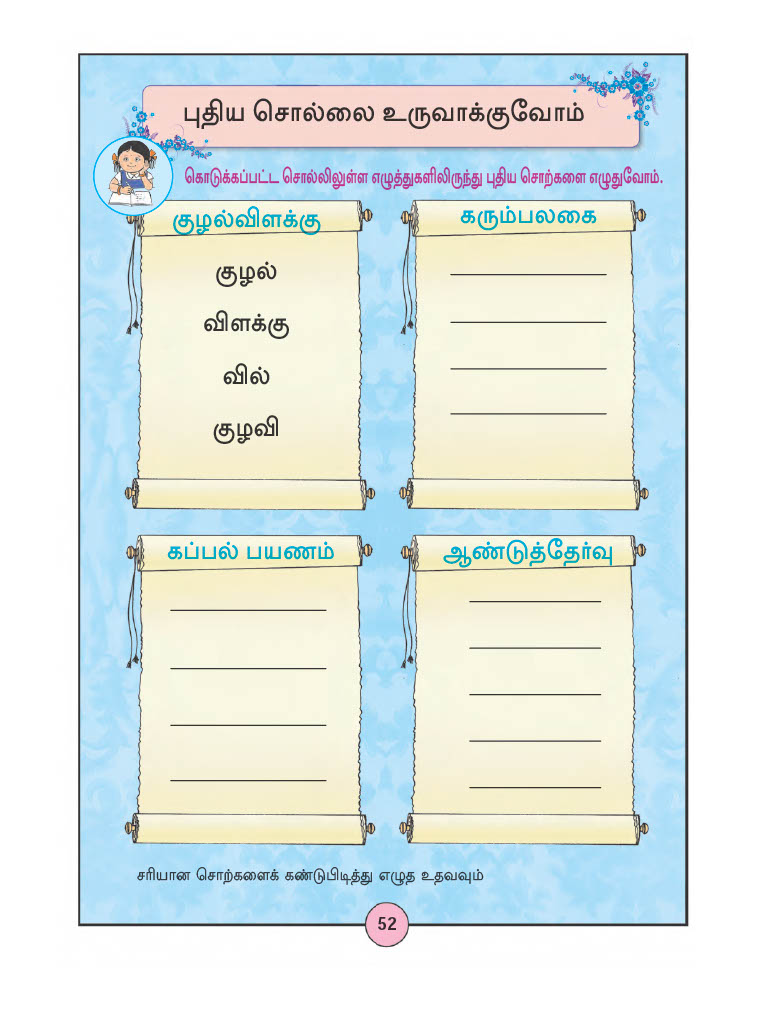 புதிய சொல்லை உருவாக்குவோம்
கொடுக்கப்பட்ட சொல்லிலுள்ள எழுத்துகளிலிருந்து புதிய சொற்களை எழுதுவோம்.
குழல்விளக்கு
குழல்
விளக்கு
வில்
குழவி
கரும்பலகை
கப்பல் பயணம்
ஆண்டுத்தேர்வு
சரியான சொற்களைக் கண்டுபிடித்து எழுத உதவவும்
52